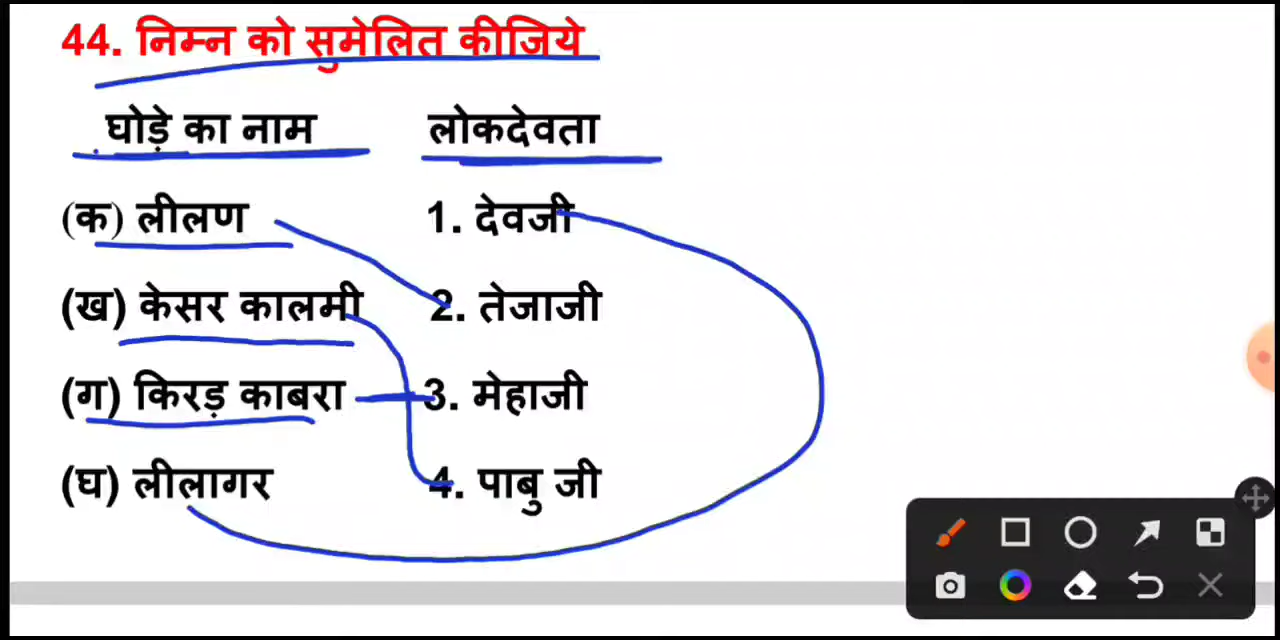 44. निम्न को सुमेलित कीजिये
घोड़े का नाम लोकदेवता
(क) लीलण 1. देवजी
(ख) केसर कालमी 2. तेजाजी
(ग) किरड़ काबरा 3. मेहाजी
(घ) लीलागर 4. पाबु जी